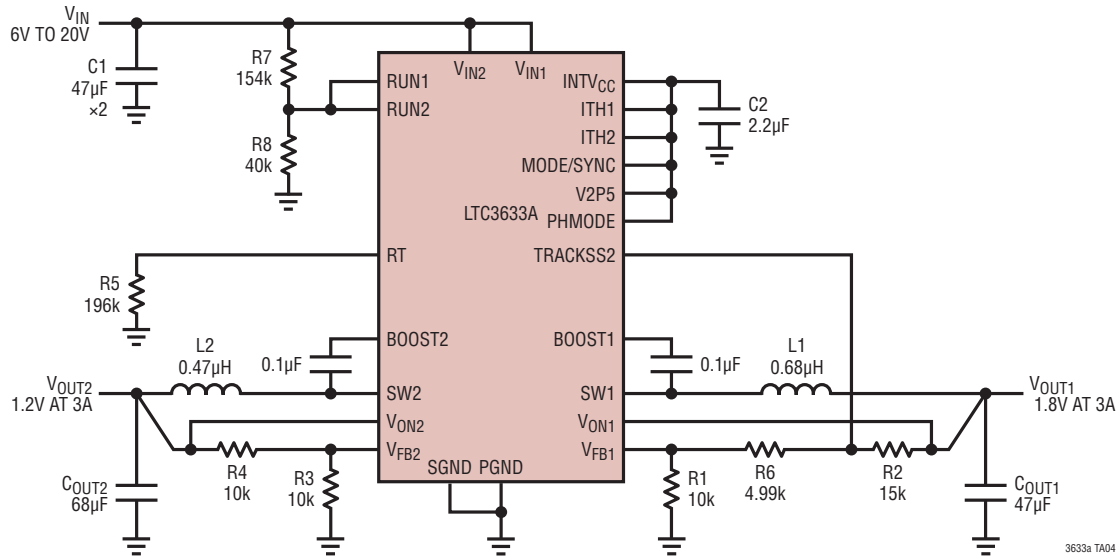 VIN
6V TO 20V
C1
47µF
×2
R7
154k
R8
40k
VIN2
VIN1
RUN1
RUN2
INTVCC
ITH1
ITH2
MODE/SYNC
V2P5
LTC3633A
PHMODE
C2
2.2µF
RT
TRACKSS2
R5
196k
BOOST2
BOOST1
L2
0.47µH
0.1µF
0.1µF
L1
0.68µH
VOUT2
1.2V AT 3A
SW2
SW1
VOUT1
1.8V AT 3A
VON2
VON1
VFB2
VFB1
SGND PGND
R4
10k
R3
10k
R1
10k
R6
4.99k
R2
15k
COUT2
68µF
COUT1
47µF
3633a TA04